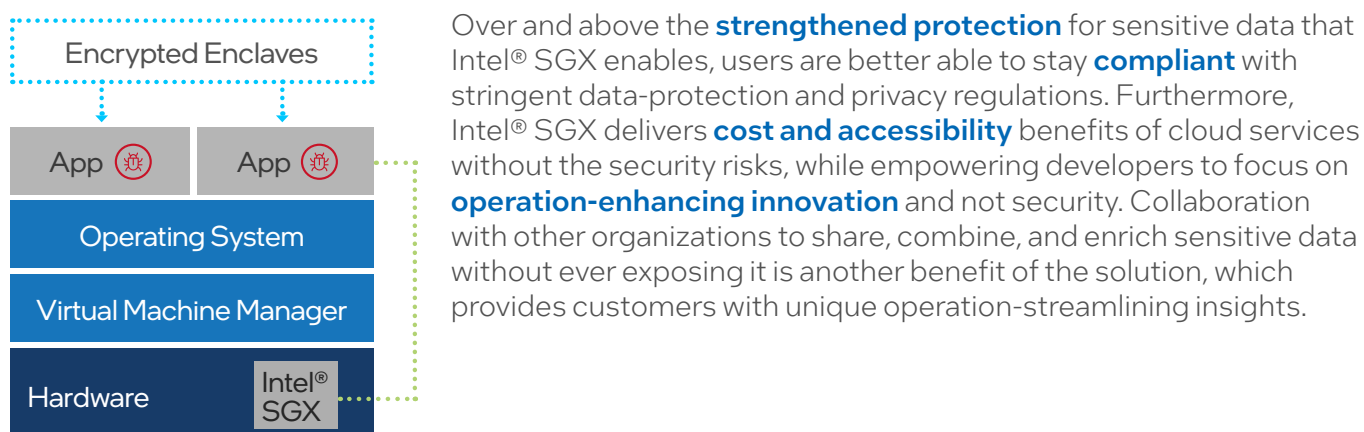 Encrypted Enclaves
App App
Operating System
Virtual Machine Manager
Hardware
Intel®
SGX
Over and above the strengthened protection for sensitive data that
Intel® SGX enables, users are better able to stay compliant with
stringent data-protection and privacy regulations. Furthermore,
Intel® SGX delivers cost and accessibility benefits of cloud services
without the security risks, while empowering developers to focus on
operation-enhancing innovation and not security. Collaboration
with other organizations to share, combine, and enrich sensitive data
without ever exposing it is another benefit of the solution, which
provides customers with unique operation-streamlining insights.